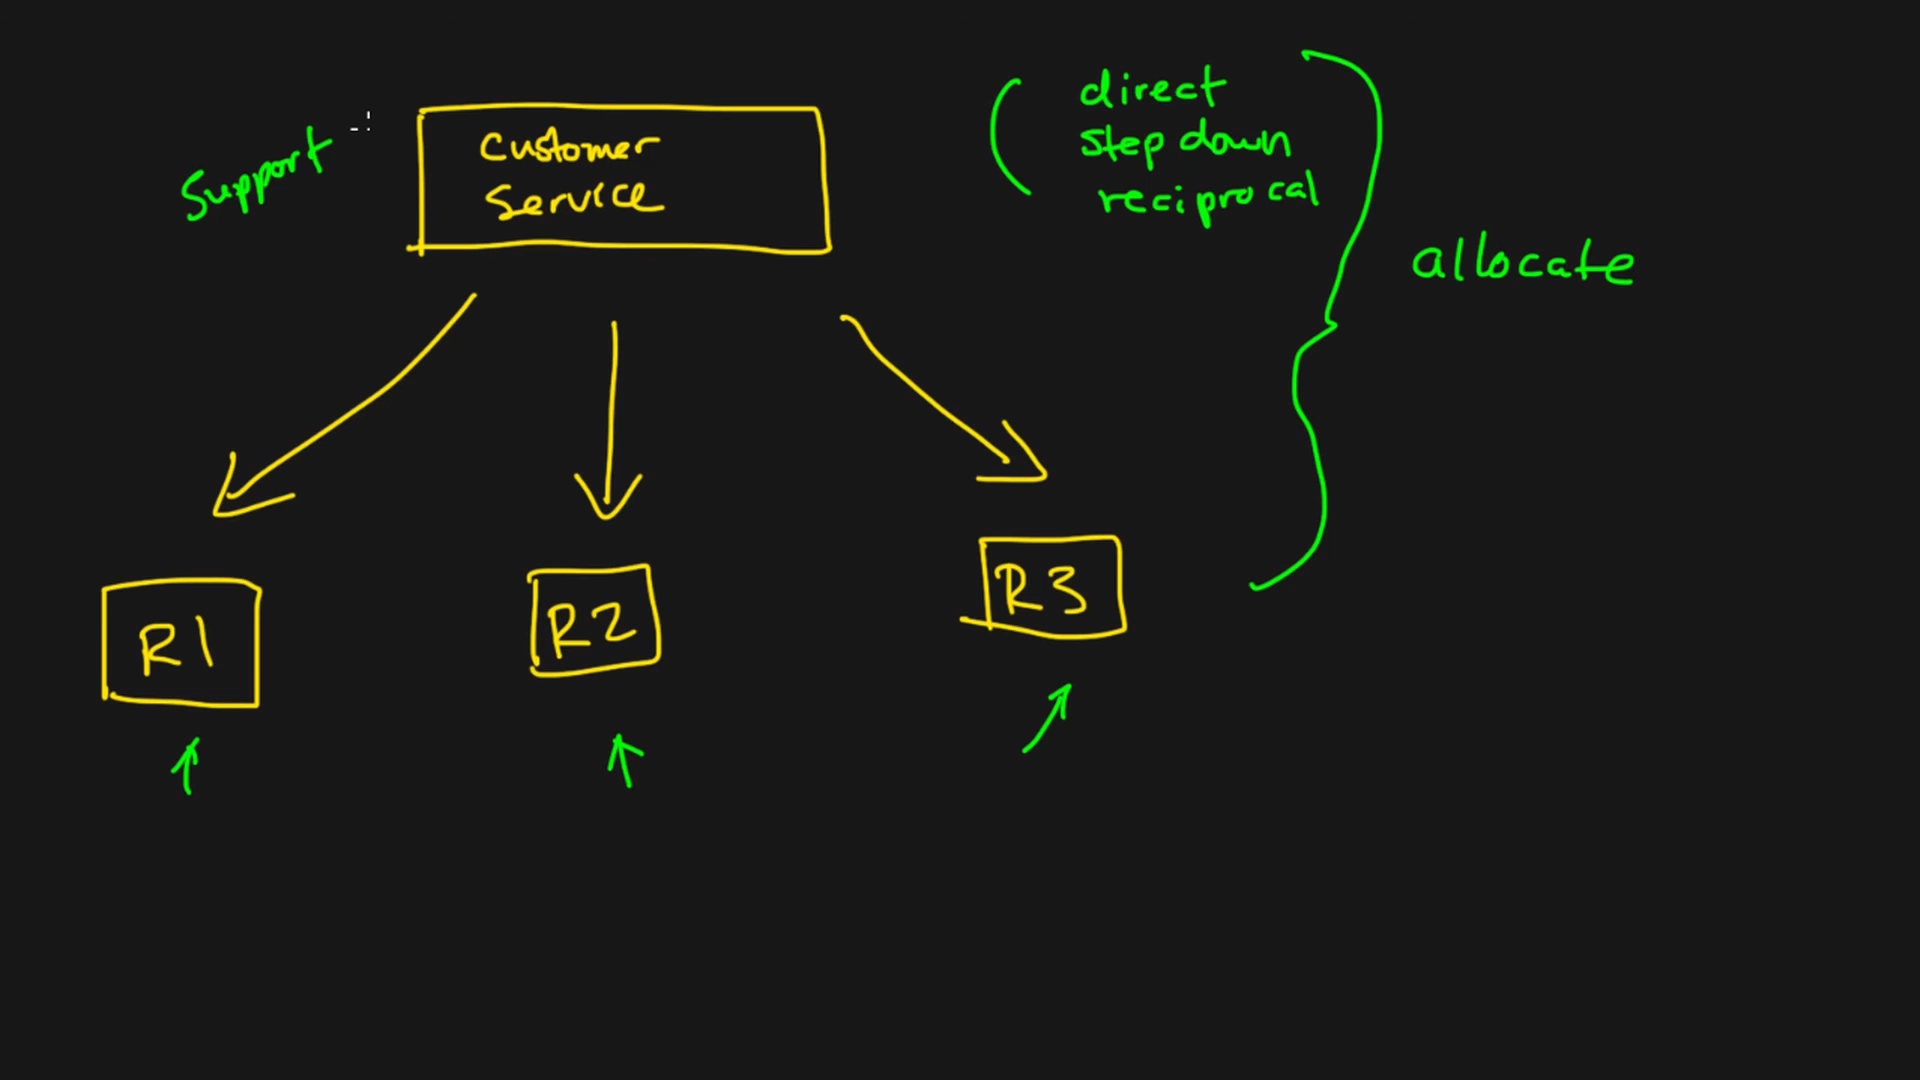 Support
Customer
Service
direct
step down
reciprocal
allocate
R1
R2
R3